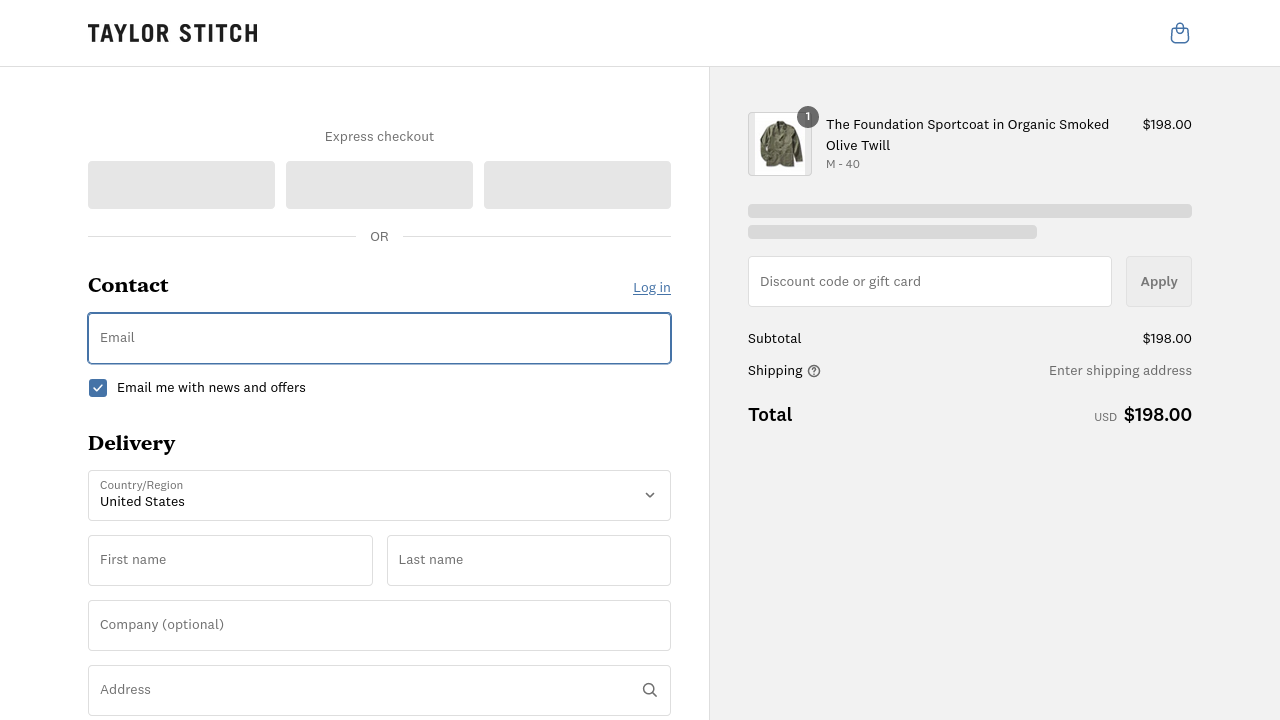 TAYLOR STITCH
Express checkout
OR
Contact
Log in
Email
Email me with news and offers
Delivery
Country/Region
United States
First name
Last name
Company (optional)
Address
1
The Foundation Sportcoat in Organic Smoked
Olive Twill
M - 40
$198.00
Discount code or gift card
Apply
Subtotal
$198.00
Shipping
Enter shipping address
Total
USD $198.00